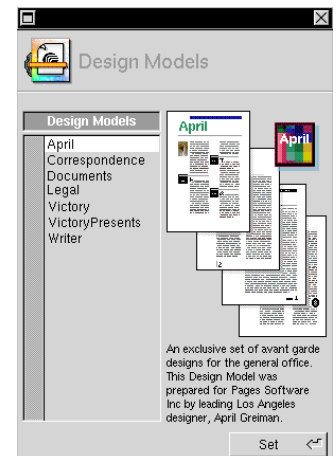 Design Models
Design Models
April
Correspondence
Documents
Legal
Victory
VictoryPresents
Writer
April
April
An exclusive set of avant garde
designs for the general office.
This Design Model was
prepared for Pages Software
Inc by leading Los Angeles
designer, April Greiman.
Set